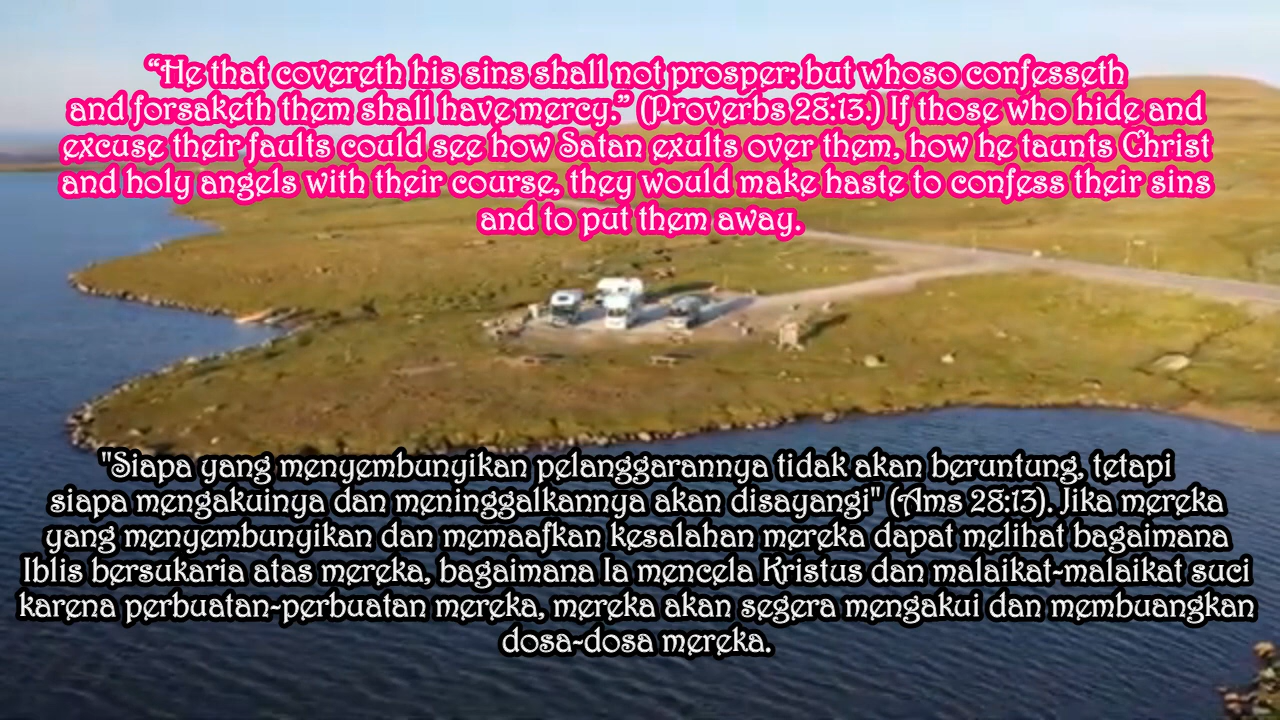 “He that covereth his sins shall not prosper: but whoso confesseth
and forsaketh them shall have mercy.” (Proverbs 28:13.) If those who hide and
excuse their faults could see how Satan exults over them, how he taunts Christ
and holy angels with their course, they would make haste to confess their sins
and to put them away.
"Siapa yang menyembunyikan pelanggarannya tidak akan beruntung, tetapi
siapa mengakuinya dan meninggalkannya akan disayangi" (Ams 28:13). Jika mereka
yang menyembunyikan dan memaafkan kesalahan mereka dapat melihat bagaimana
Iblis bersukaria atas mereka, bagaimana Ia mencela Kristus dan malaikat-malaikat suci
karena perbuatan-perbuatan mereka, mereka akan segera mengakui dan membuangkan
dosa-dosa mereka.